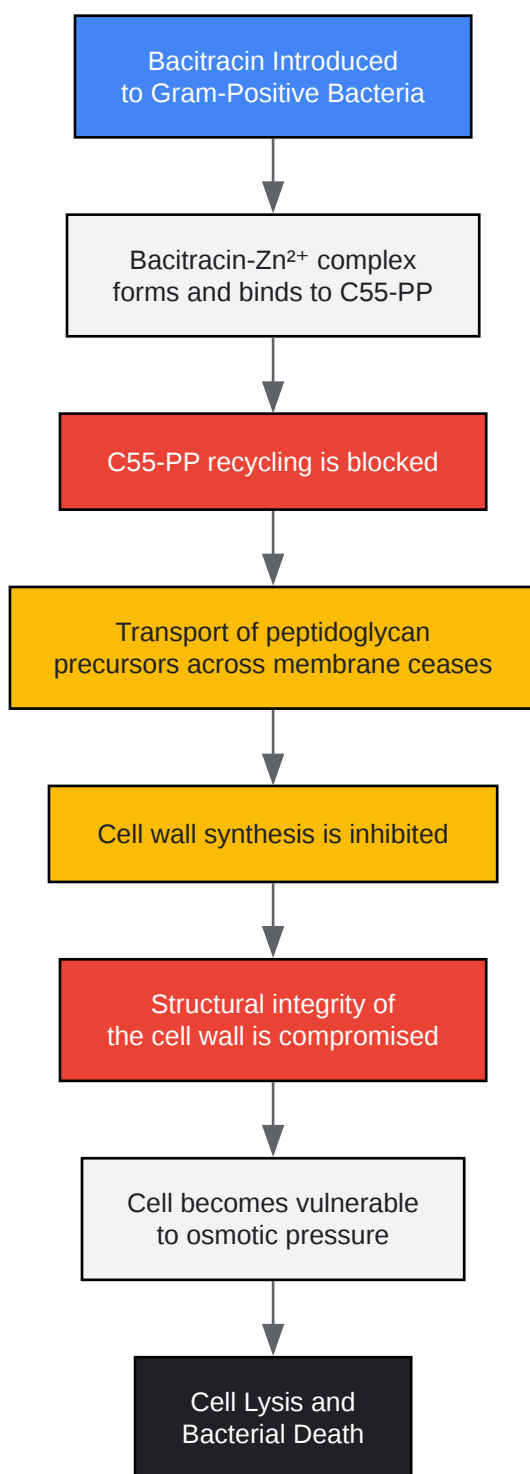 Bacitracin Introduced
to Gram-Positive Bacteria
Bacitracin-Zn²⁺ complex
forms and binds to C55-PP
C55-PP recycling is blocked
Transport of peptidoglycan
precursors across membrane ceases
Cell wall synthesis is inhibited
Structural integrity of
the cell wall is compromised
Cell becomes vulnerable
to osmotic pressure
Cell Lysis and
Bacterial Death